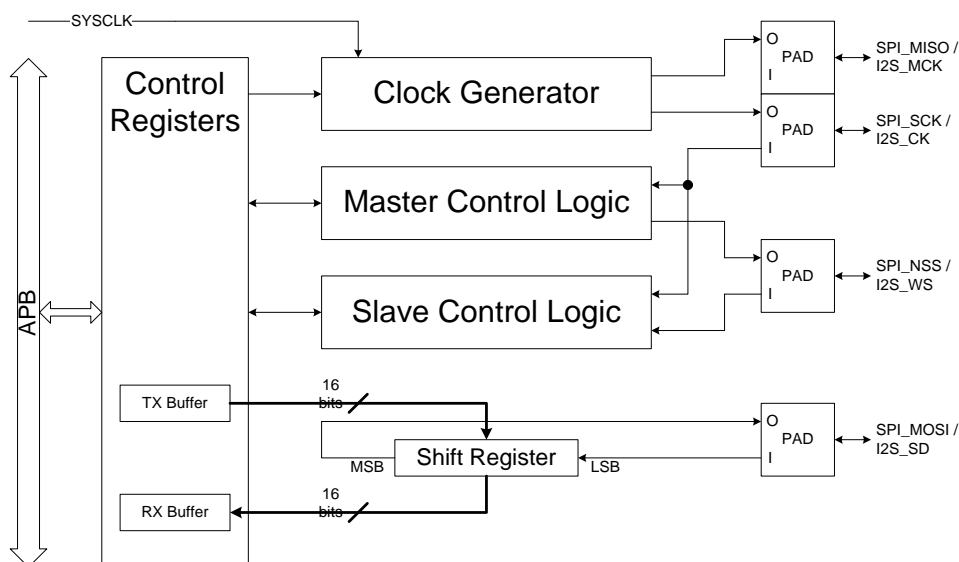 SYSCLK
Control
Registers
Clock Generator
O
PAD
I
SPI_MISO /
I2S_MCK
O
PAD
I
SPI_SCK /
I2S_CK
Master Control Logic
O
PAD
I
SPI_NSS /
I2S_WS
Slave Control Logic
APB
TX Buffer
16
bits
O
PAD
I
SPI_MOSI /
I2S_SD
MSB
Shift Register
LSB
RX Buffer
16
bits